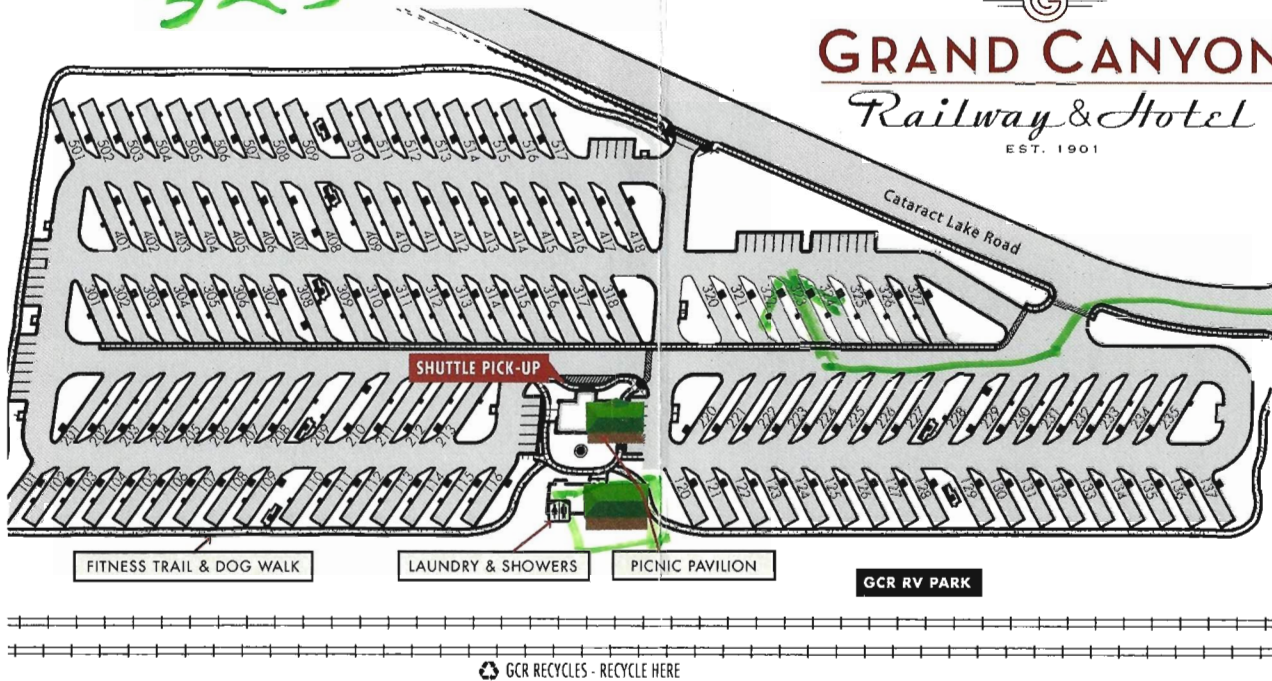 323
G
GRAND CANYON
Railway & Hotel
EST. 1901
Cataract Lake Road
501 502 503 504 505 506 507 508 509 510 511 512 513 514 515 516 517
401 402 403 404 405 406 407 408 409 410 411 412 413 414 415 416 417 418
301 302 303 304 305 306 307 308 309 310 311 312 313 314 315 316 317 318 320 321 325 326 327
SHUTTLE PICK-UP
201 202 203 204 205 206 208 209 213 220 221 222 223 224 225 226 227 228 229 230 231 232 233 234 235
120 121 122 123 124 125 126 127 128 129 130 131 132 133 134 135 136 137
FITNESS TRAIL & DOG WALK
LAUNDRY & SHOWERS
PICNIC PAVILION
GCR RV PARK
GCR RECYCLES - RECYCLE HERE